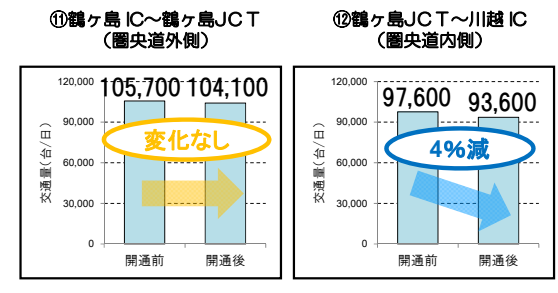 ⑪鶴ヶ島 IC～鶴ヶ島JCT
（圏央道外側）
交通量（台/日）
120,000
90,000
60,000
30,000
0
105,700 104,100
変化なし
開通前 開通後
⑫鶴ヶ島JCT～川越 IC
（圏央道内側）
交通量（台/日）
120,000
90,000
60,000
30,000
0
97,600 93,600
4%減
開通前 開通後